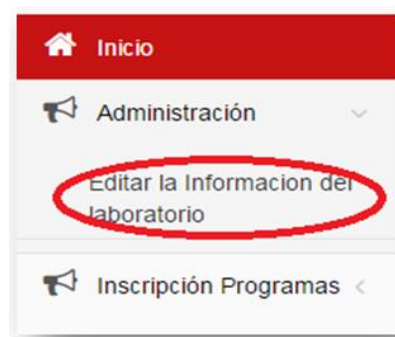 Inicio
Administración
Editar la Informacion del
laboratorio
Inscripción Programas